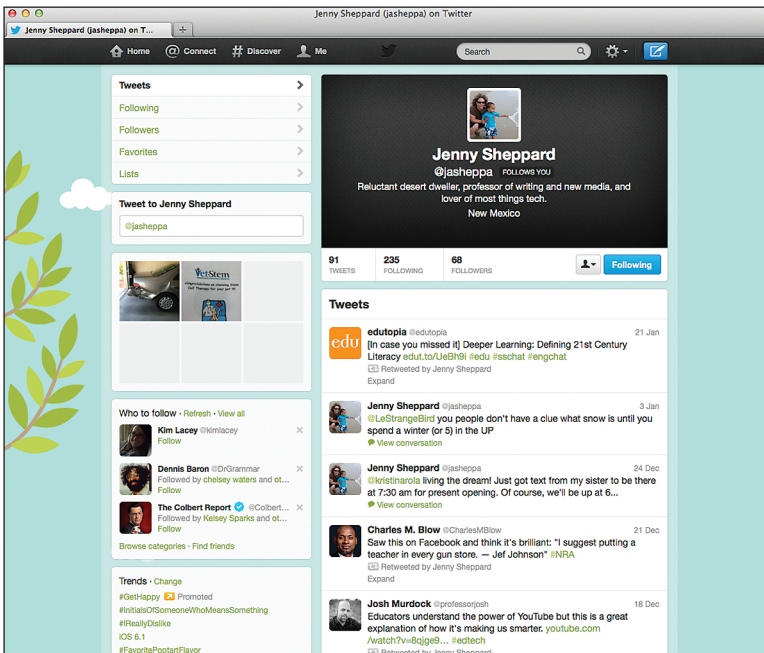 Jenny Sheppard (jasheppa) on Twitter
Jenny Sheppard (jasheppa) on T...
Home
Connect
Discover
Me
Search
Tweets
Following
Followers
Favorites
Lists
Tweet to Jenny Sheppard
@jasheppa
Jenny Sheppard
@jasheppa FOLLOWS YOU
Reluctant desert dweller, professor of writing and new media, and
lover of most things tech.
New Mexico
91
TWEETS
235
FOLLOWING
68
FOLLOWERS
Following
Vet-Stem
Who to follow · Refresh · View all
Kim Lacey @kimlacey
Follow
Dennis Baron @DrGrammar
Followed by chelsey waters and ot...
Follow
The Colbert Report @Colbert...
Followed by Kelsey Sparks and ot...
Follow
Browse categories · Find friends
Trends · Change
#GetHappy Promoted
#InitialsOfSomeoneWhoMeansSomething
#IReallyDislike
iOS 6.1
#FavoritePoptartFlavor
Tweets
edu
edutopia @edutopia 21 Jan
[In case you missed it] Deeper Learning: Defining 21st Century
Literacy edut.to/UeBh9i #edu #sschat #engchat
Retweeted by Jenny Sheppard
Expand
Jenny Sheppard @jasheppa 3 Jan
@LeStrangeBird you people don't have a clue what snow is until you
spend a winter (or 5) in the UP
View conversation
Jenny Sheppard @jasheppa 24 Dec
@kristinarola living the dream! Just got text from my sister to be there
at 7:30 am for present opening. Of course, we'll be up at 6...
View conversation
Charles M. Blow @CharlesMBlow 21 Dec
Saw this on Facebook and think it's brilliant: "I suggest putting a
teacher in every gun store. — Jef Johnson" #NRA
Retweeted by Jenny Sheppard
Expand
Josh Murdock @professorjosh 18 Dec
Educators understand the power of YouTube but this is a great
explanation of how it's making us smarter. youtube.com
/watch?v=8qjge9... #edtech
Retweeted by Jenny Sheppard